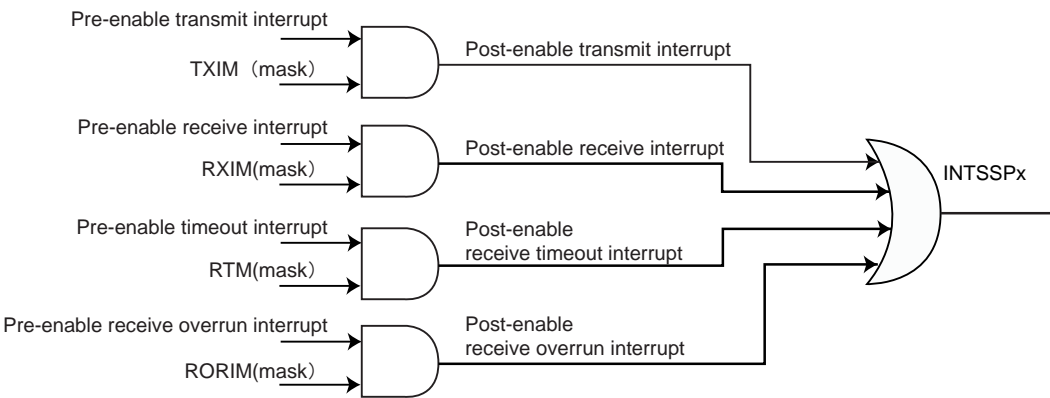 Pre-enable transmit interrupt
TXIM（mask）
Post-enable transmit interrupt
Pre-enable receive interrupt
RXIM(mask）
Post-enable receive interrupt
INTSSPx
Pre-enable timeout interrupt
RTM(mask）
Post-enable
receive timeout interrupt
Pre-enable receive overrun interrupt
RORIM(mask）
Post-enable
receive overrun interrupt